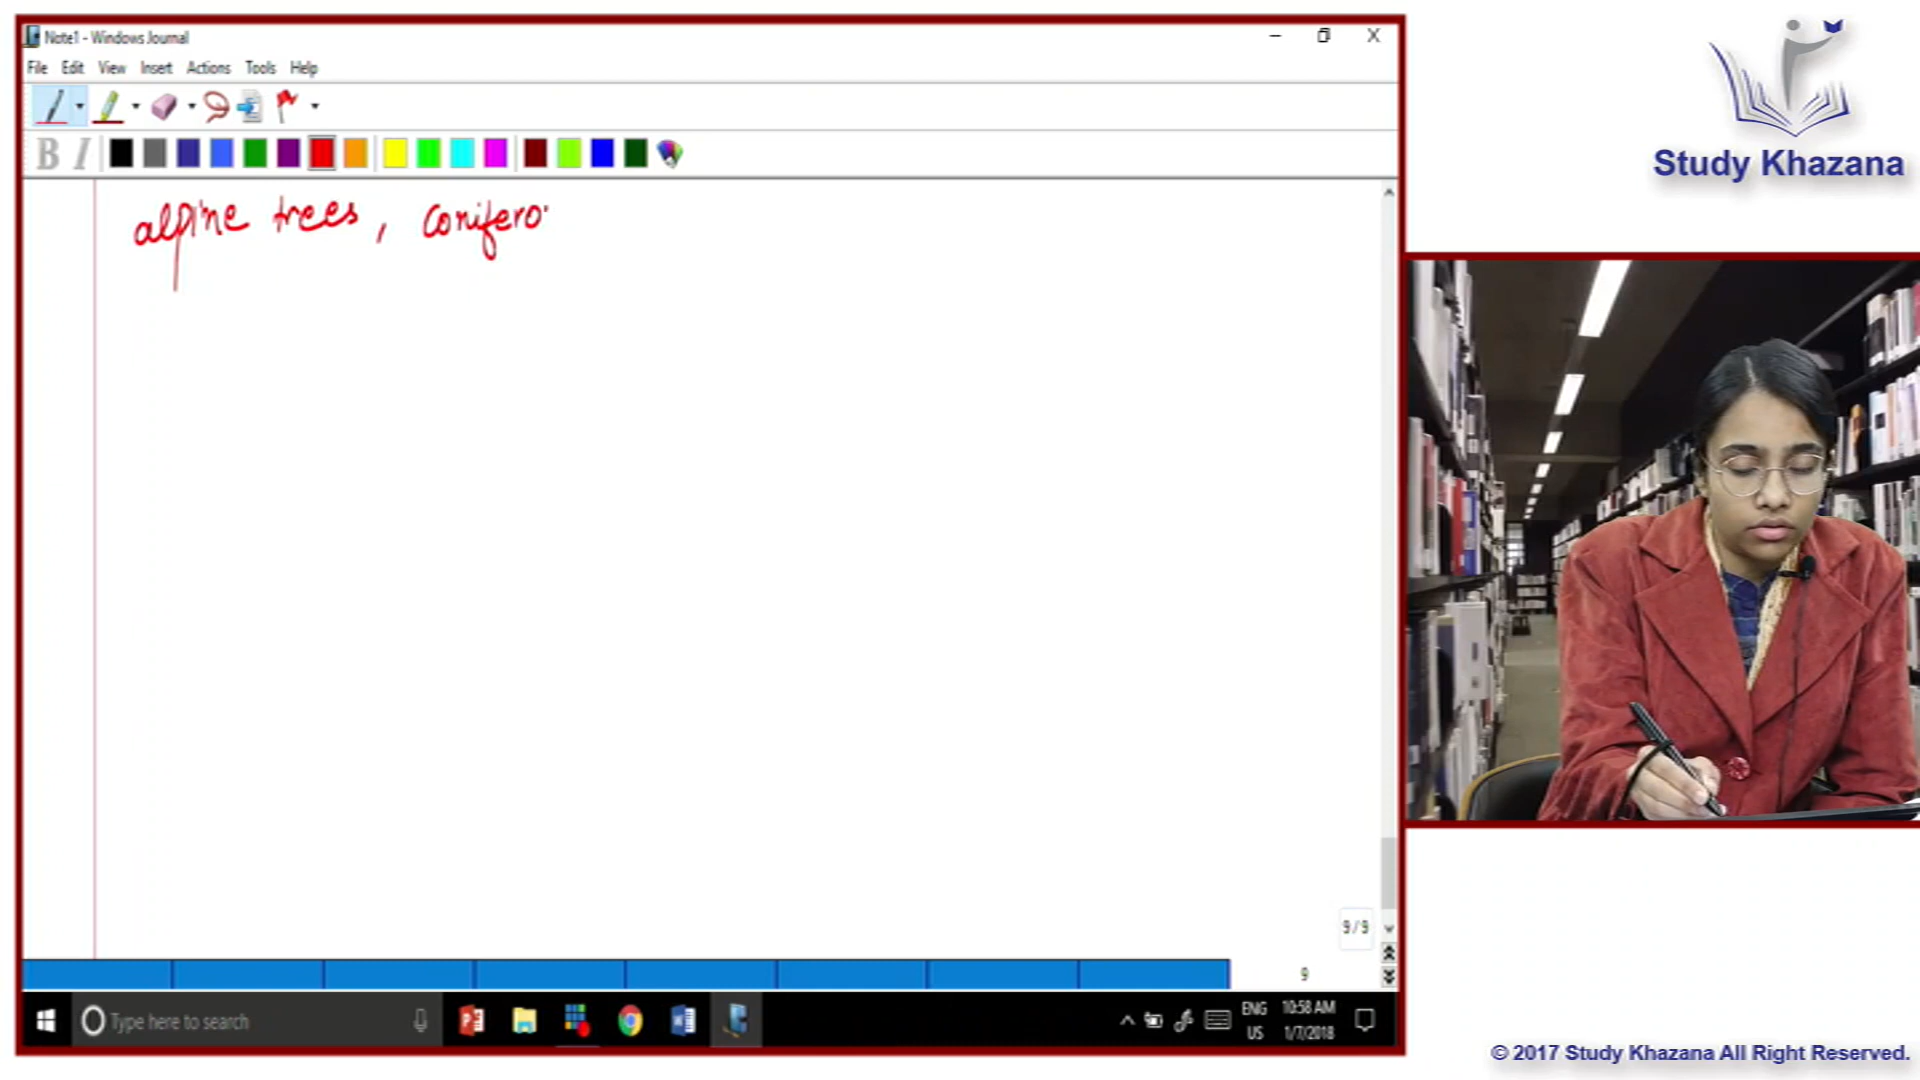 Note1 - Windows Journal
File Edit View Insert Actions Tools Help
B I
alpine trees, conifero
9/9
9
Type here to search
ENG
US
10:58 AM
1/7/2018
Study Khazana
© 2017 Study Khazana All Right Reserved.